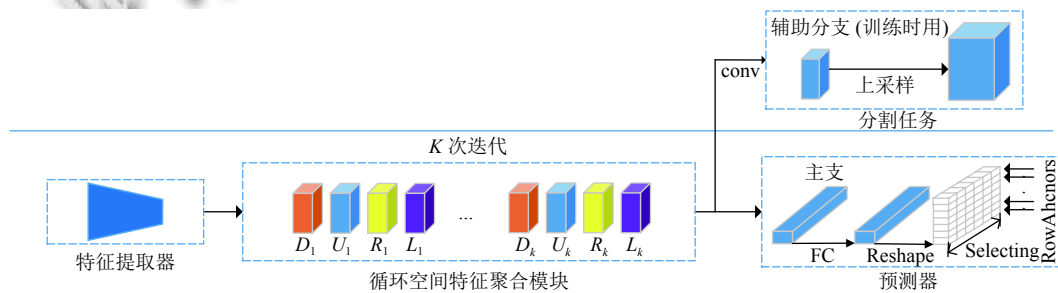 辅助分支 (训练时用)
conv
上采样
分割任务
K 次迭代
主支
D₁ U₁ R₁ L₁ ... Dₖ Uₖ Rₖ Lₖ
FC Reshape Selecting
RowAhcnors
特征提取器
循环空间特征聚合模块
预测器